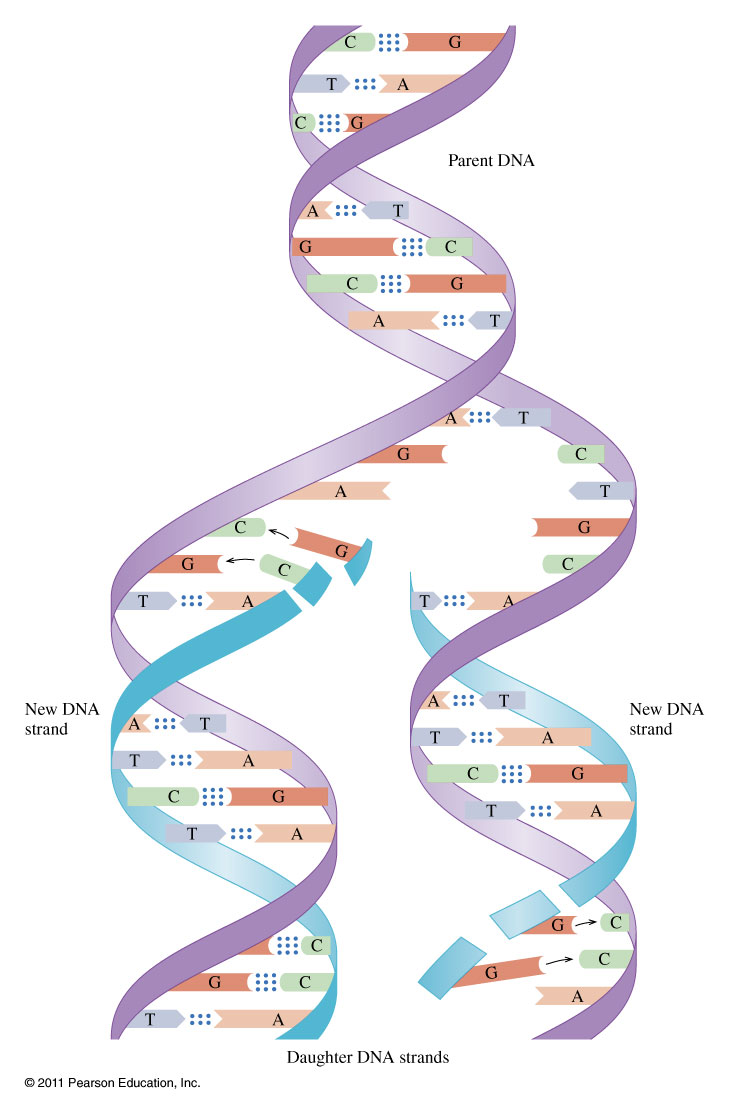 C G
T A
C G
Parent DNA
A T
G C
C G
A T
A T
G C
A T
C G G
G C C
T A T A
New DNA
strand
A T
T A
C G
T A
A T
T A
C G
T A
New DNA
strand
C G C
G C G C
T A A
Daughter DNA strands
© 2011 Pearson Education, Inc.